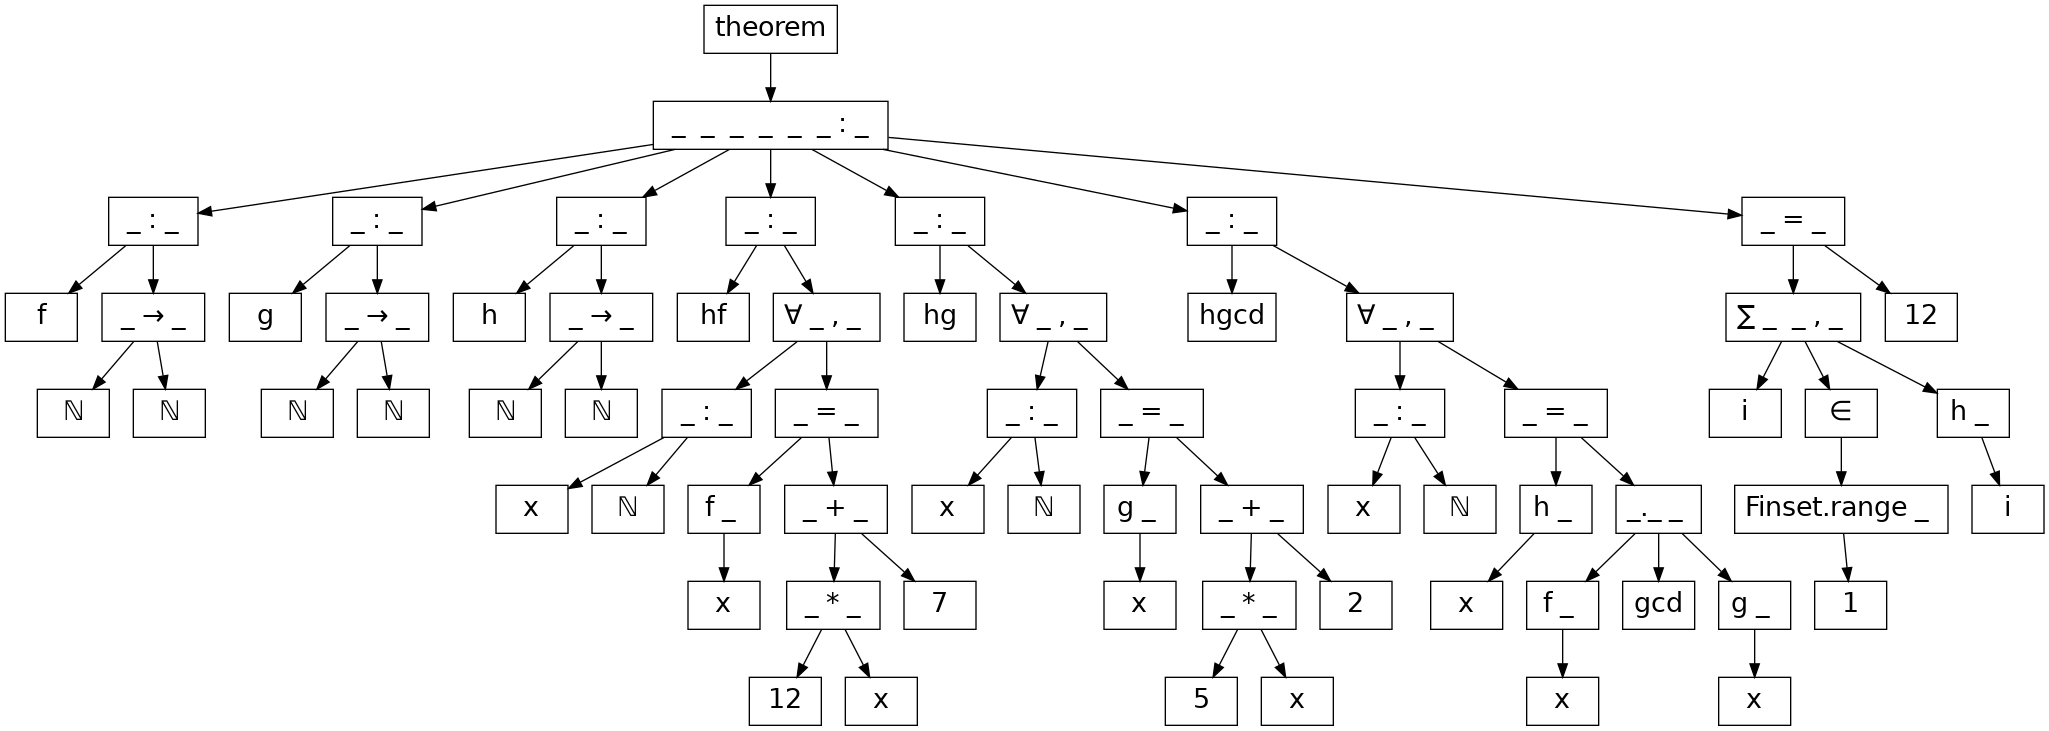 theorem
_ _ _ _ _ _ : _
_ : _ _ : _ _ : _ _ : _ _ : _ _ : _ _ = _
f _ → _ g _ → _ h _ → _ hf ∀ _ , _ hg ∀ _ , _ hgcd ∀ _ , _ ∑ _ _ , _ 12
ℕ ℕ ℕ ℕ ℕ ℕ _ : _ _ = _ _ : _ _ = _ _ : _ _ = _ i ∈ h _
x ℕ f _ _ + _ x ℕ g _ _ + _ x ℕ h _ _._ _ Finset.range _ i
x _ * _ 7 x _ * _ 2 x f _ gcd g _ 1
12 x 5 x x x